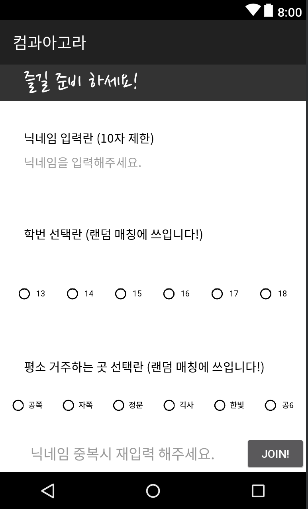 8:00
컴과아고라
즐길 준비 하세요!
닉네임 입력란 (10자 제한)
닉네임을 입력해주세요.
학번 선택란 (랜덤 매칭에 쓰입니다!)
13 14 15 16 17 18
평소 거주하는 곳 선택란 (랜덤 매칭에 쓰입니다!)
공쪽 자쪽 정문 긱사 한빛 공6
닉네임 중복시 재입력 해주세요. JOIN!